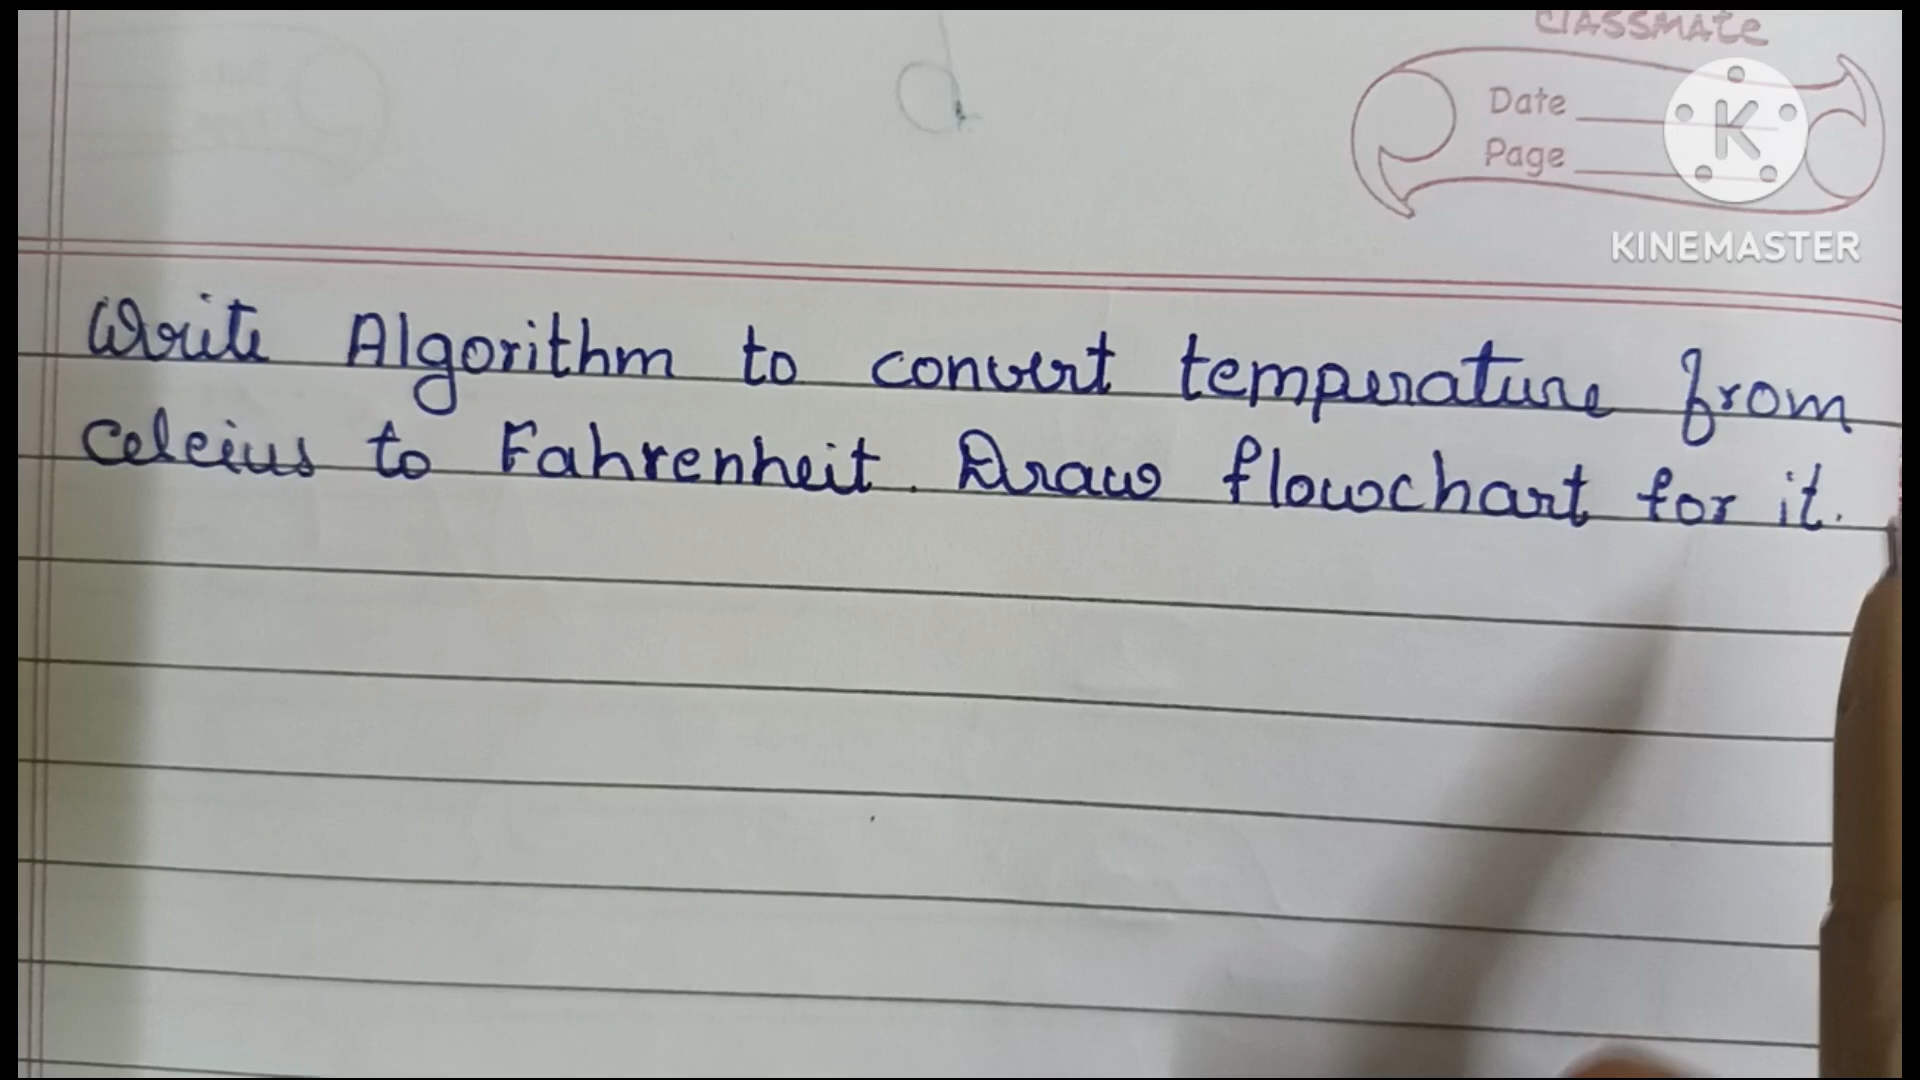 classmate
Date
Page
K
KINEMASTER
Write Algorithm to convert temperature from
Celcius to Fahrenheit. Draw flowchart for it.